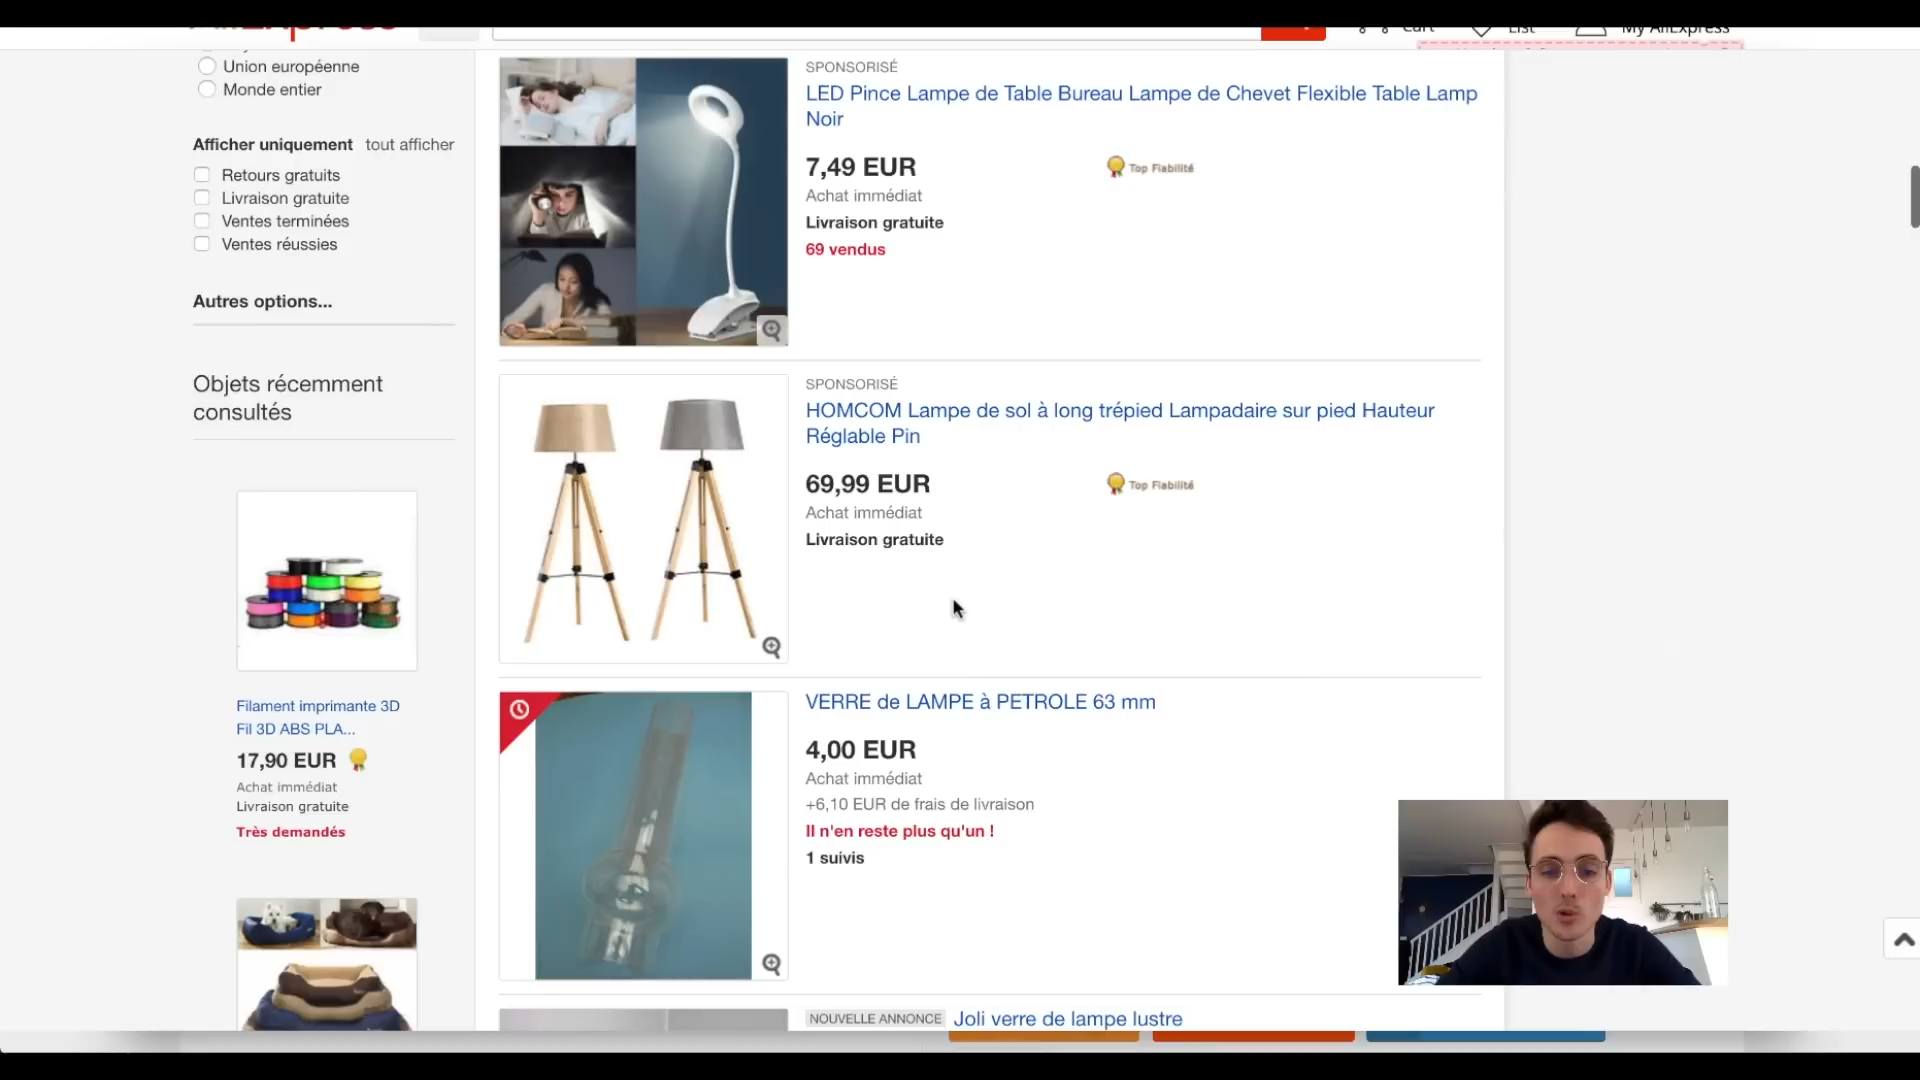 AliExpress
Cart
List
My AliExpress
Union européenne
Monde entier
Afficher uniquement tout afficher
Retours gratuits
Livraison gratuite
Ventes terminées
Ventes réussies
Autres options...
Objets récemment
consultés
Filament imprimante 3D
Fil 3D ABS PLA...
17,90 EUR
Achat immédiat
Livraison gratuite
Très demandés
SPONSORISÉ
LED Pince Lampe de Table Bureau Lampe de Chevet Flexible Table Lamp
Noir
7,49 EUR
Top Fiabilité
Achat immédiat
Livraison gratuite
69 vendus
SPONSORISÉ
HOMCOM Lampe de sol à long trépied Lampadaire sur pied Hauteur
Réglable Pin
69,99 EUR
Top Fiabilité
Achat immédiat
Livraison gratuite
VERRE de LAMPE à PETROLE 63 mm
4,00 EUR
Achat immédiat
+6,10 EUR de frais de livraison
Il n'en reste plus qu'un !
1 suivis
NOUVELLE ANNONCE Joli verre de lampe lustre